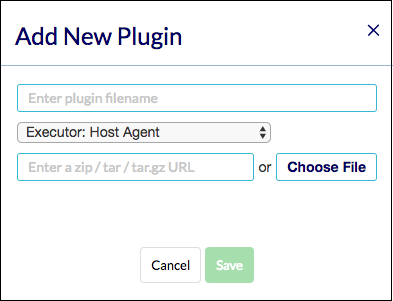 Add New Plugin
Enter plugin filename
Executor: Host Agent
Enter a zip / tar / tar.gz URL or Choose File
Cancel Save